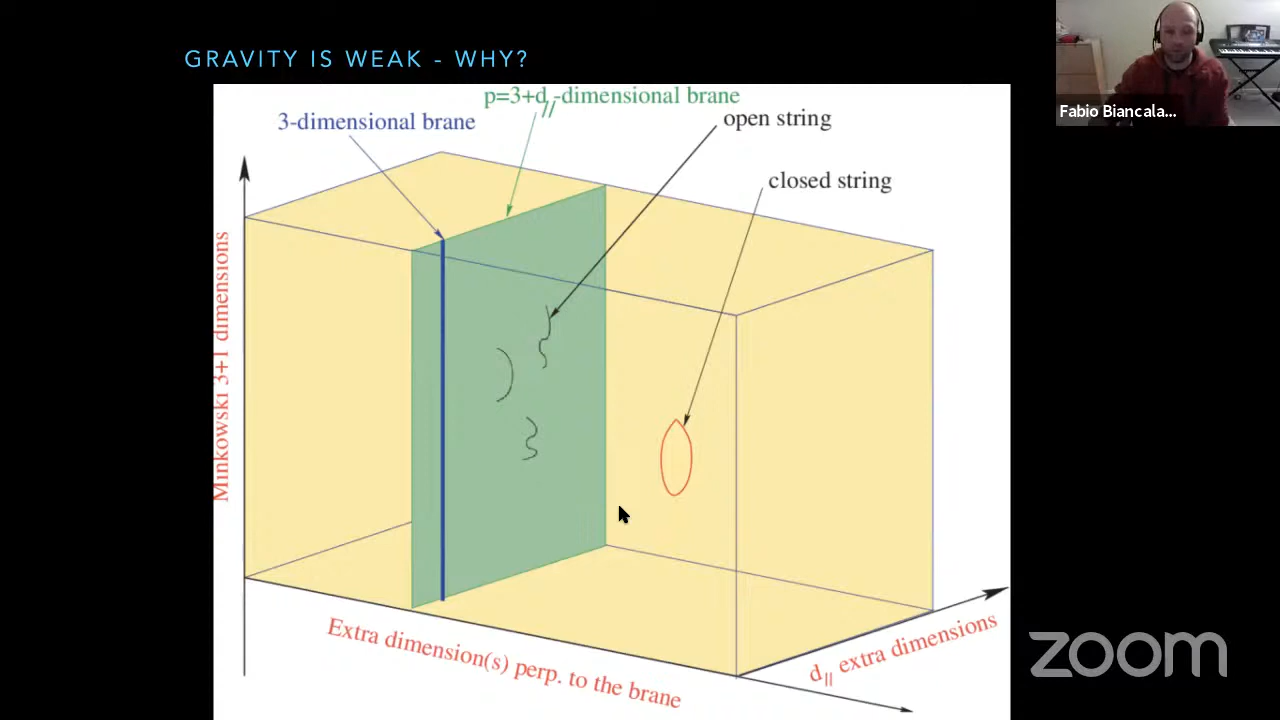 GRAVITY IS WEAK - WHY?
Fabio Biancala...
p=3+d//-dimensional brane
3-dimensional brane
open string
closed string
Minkowski 3+1 dimensions
Extra dimension(s) perp. to the brane
d// extra dimensions
zoom